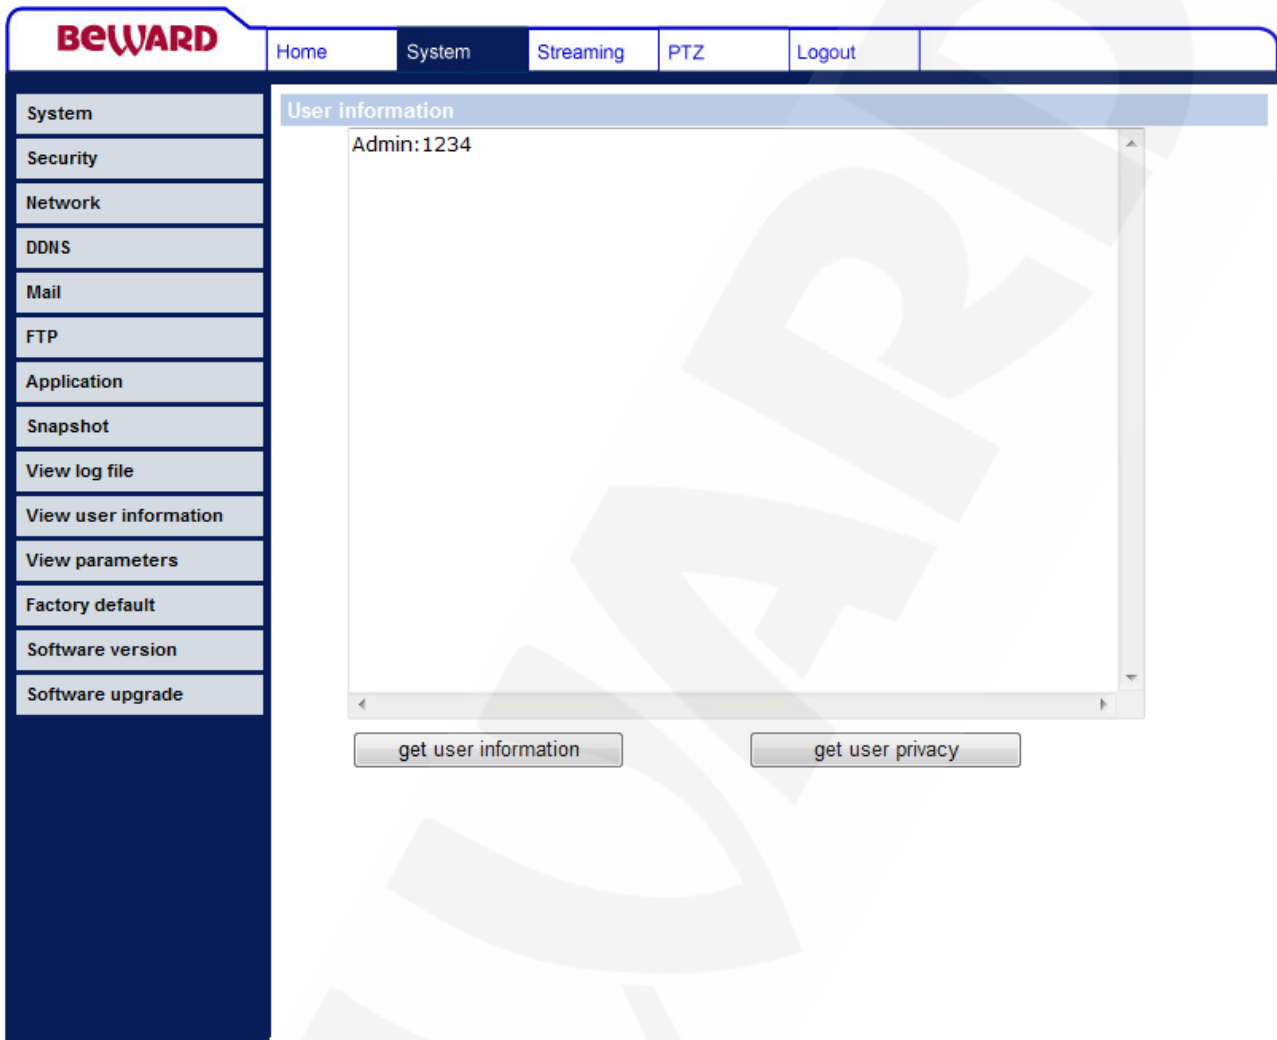 BEWARD
Home System Streaming PTZ Logout
System
Security
Network
DDNS
Mail
FTP
Application
Snapshot
View log file
View user information
View parameters
Factory default
Software version
Software upgrade
User information
Admin:1234
get user information get user privacy